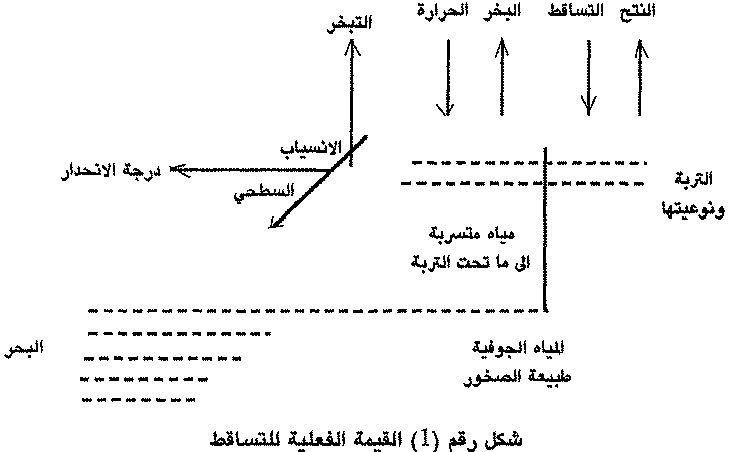 النتح
التساقط
البخر
الحرارة
التبخر
الانسياب
السطحي
درجة الانحدار
التربة
ونوعيتها
مياه متسربة
الى ما تحت التربة
البحر
المياه الجوفية
طبيعة الصخور
شكل رقم (1) القيمة الفعلية للتساقط